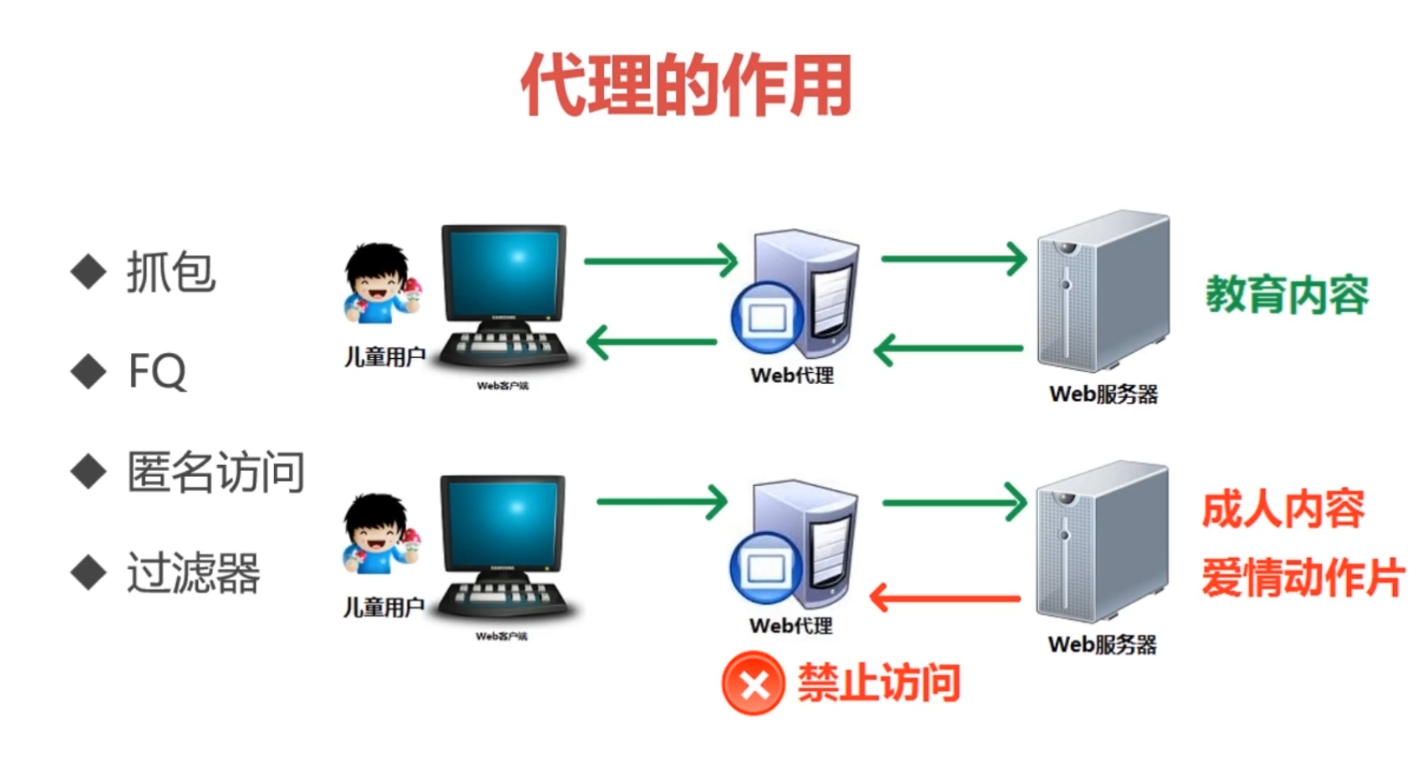 代理的作用
抓包
FQ
匿名访问
过滤器
儿童用户
Web客户端
Web代理
Web服务器
教育内容
儿童用户
Web客户端
Web代理
Web服务器
成人内容
爱情动作片
禁止访问